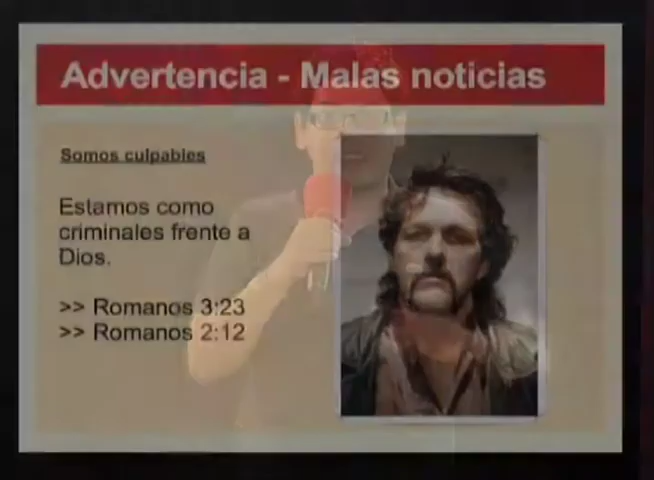 Advertencia - Malas noticias
Somos culpables
Estamos como
criminales frente a
Dios.
>> Romanos 3:23
>> Romanos 2:12